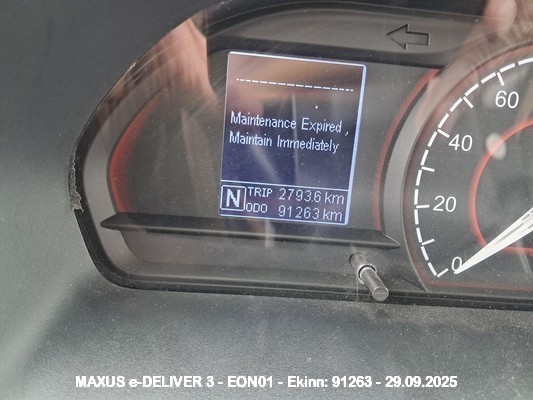 Maintenance Expired ,
Maintain Immediately
N TRIP 2793.6 km
ODO 91263 km
60
40
20
0
MAXUS e-DELIVER 3 - EON01 - Ekinn: 91263 - 29.09.2025